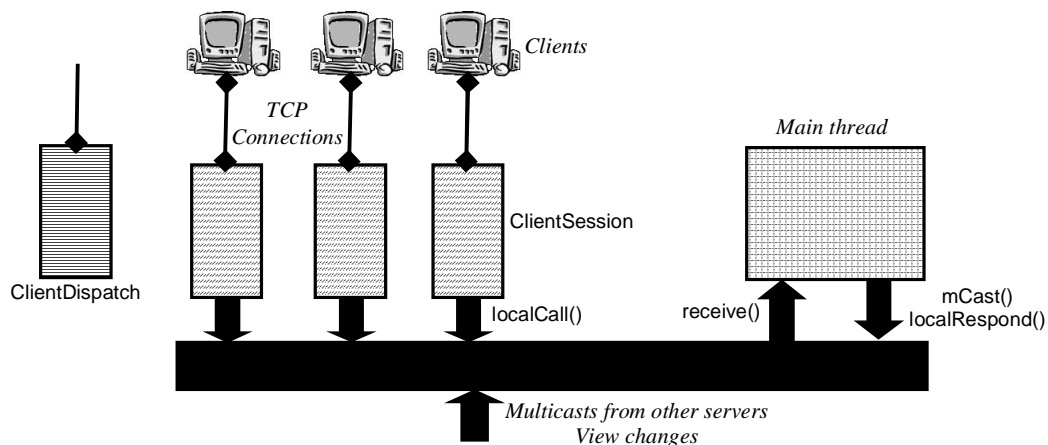 Clients
TCP
Connections
Main thread
ClientSession
ClientDispatch
localCall()
receive()
mCast()
localRespond()
Multicasts from other servers
View changes